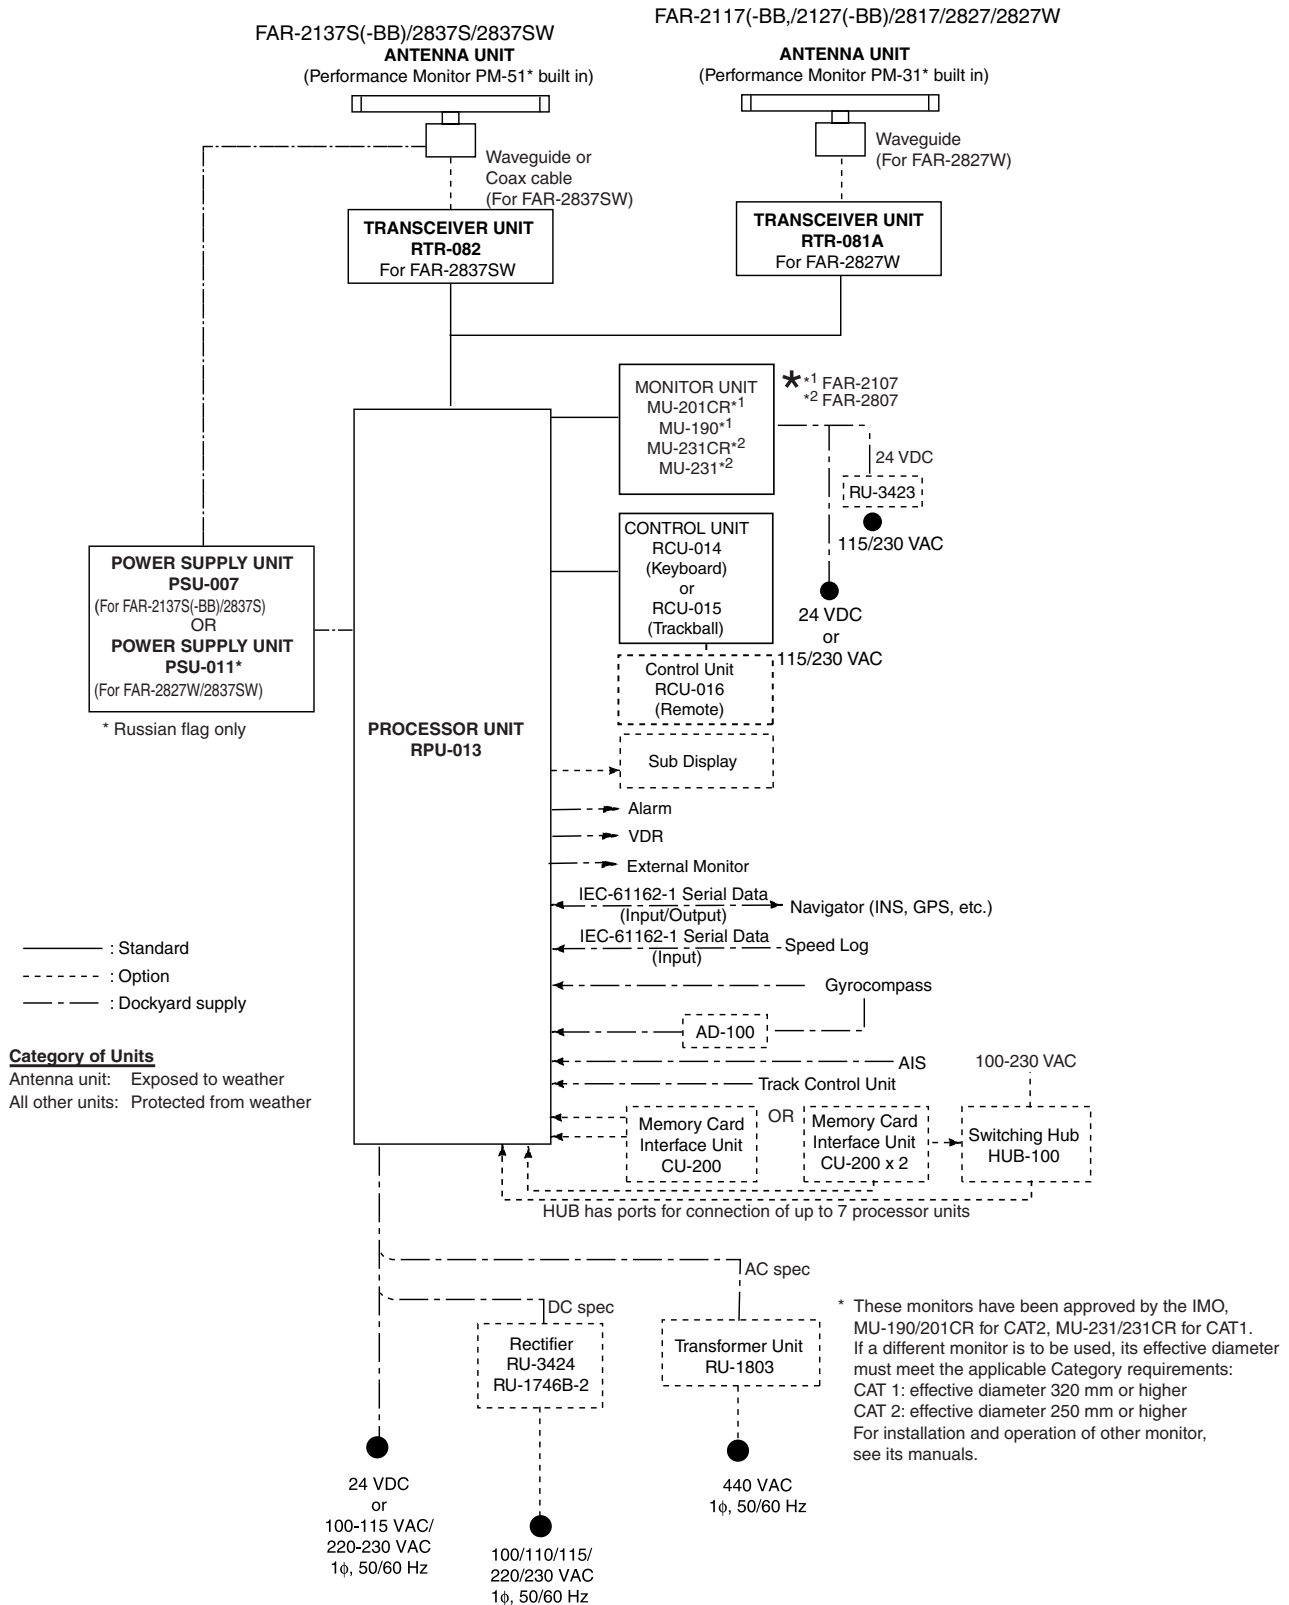 FAR-2137S(-BB)/2837S/2837SW
ANTENNA UNIT
(Performance Monitor PM-51* built in)
FAR-2117(-BB,/2127(-BB)/2817/2827/2827W
ANTENNA UNIT
(Performance Monitor PM-31* built in)
Waveguide or
Coax cable
(For FAR-2837SW)
Waveguide
(For FAR-2827W)
TRANSCEIVER UNIT
RTR-082
For FAR-2837SW
TRANSCEIVER UNIT
RTR-081A
For FAR-2827W
MONITOR UNIT
MU-201CR*1
MU-190*1
MU-231CR*2
MU-231*2
* *1 FAR-2107
*2 FAR-2807
24 VDC
RU-3423
115/230 VAC
24 VDC
or
115/230 VAC
CONTROL UNIT
RCU-014
(Keyboard)
or
RCU-015
(Trackball)
Control Unit
RCU-016
(Remote)
POWER SUPPLY UNIT
PSU-007
(For FAR-2137S(-BB)/2837S)
OR
POWER SUPPLY UNIT
PSU-011*
(For FAR-2827W/2837SW)
* Russian flag only
PROCESSOR UNIT
RPU-013
Sub Display
Alarm
VDR
External Monitor
IEC-61162-1 Serial Data
(Input/Output)
Navigator (INS, GPS, etc.)
IEC-61162-1 Serial Data
(Input)
Speed Log
Gyrocompass
AD-100
AIS
Track Control Unit
100-230 VAC
Memory Card
Interface Unit
CU-200
OR
Memory Card
Interface Unit
CU-200 x 2
Switching Hub
HUB-100
HUB has ports for connection of up to 7 processor units
: Standard
: Option
: Dockyard supply
Category of Units
Antenna unit: Exposed to weather
All other units: Protected from weather
AC spec
DC spec
Rectifier
RU-3424
RU-1746B-2
Transformer Unit
RU-1803
24 VDC
or
100-115 VAC/
220-230 VAC
1ϕ, 50/60 Hz
100/110/115/
220/230 VAC
1ϕ, 50/60 Hz
440 VAC
1ϕ, 50/60 Hz
* These monitors have been approved by the IMO,
MU-190/201CR for CAT2, MU-231/231CR for CAT1.
If a different monitor is to be used, its effective diameter
must meet the applicable Category requirements:
CAT 1: effective diameter 320 mm or higher
CAT 2: effective diameter 250 mm or higher
For installation and operation of other monitor,
see its manuals.